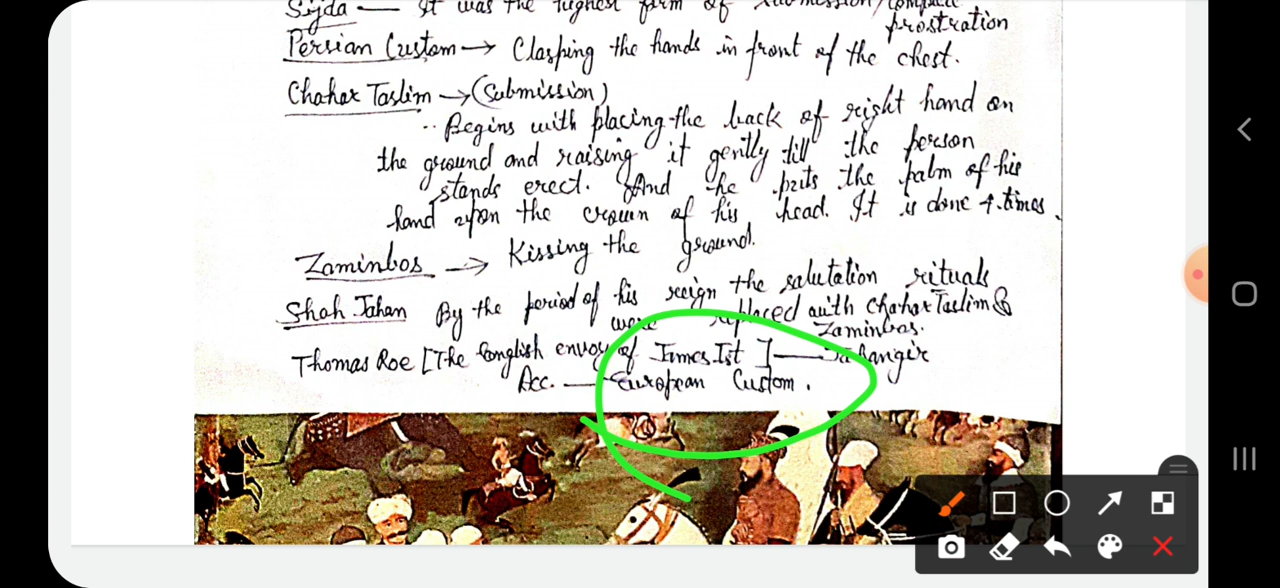 Sijda — It was the highest form of submission/complete
prostration
Persian Custom → Clasping the hands in front of the chest.
Chahar Taslim → (Submission)
Begins with placing the back of right hand on
the ground and raising it gently till the person
stands erect. And he puts the palm of his
hand upon the crown of his head. It is done 4 times.
Zaminbos → Kissing the ground.
Shah Jahan By the period of his reign the salutation rituals
were replaced with Chahar Taslim &
Zaminbos.
Thomas Roe [The English envoy of James Ist] — Jahangir
Acc. — European Custom.